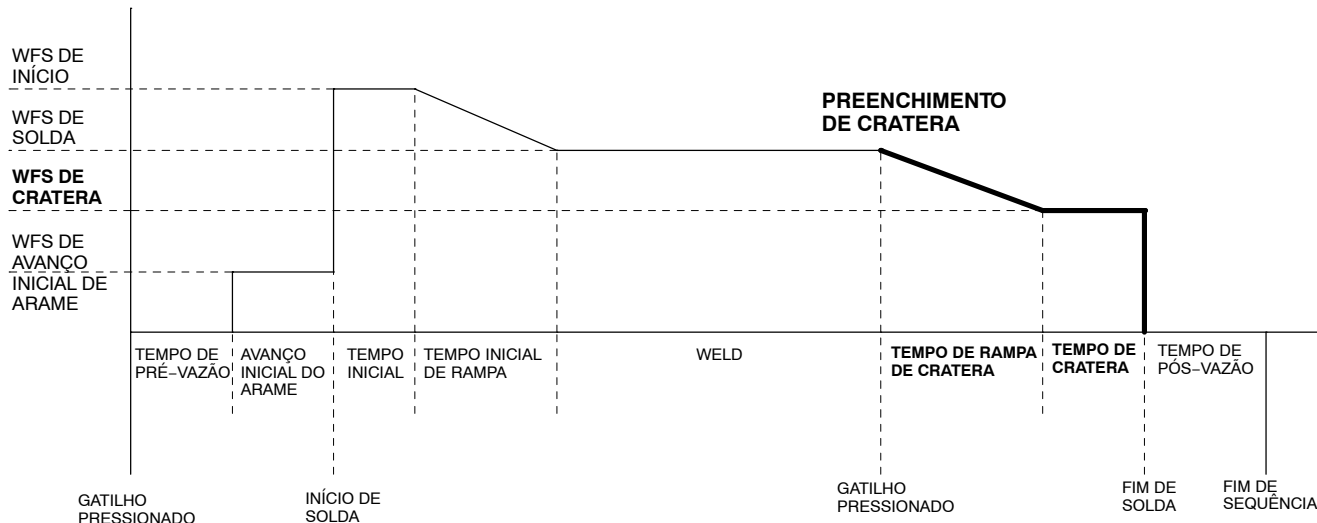 WFS DE
INÍCIO
WFS DE
SOLDA
WFS DE
CRATERA
WFS DE
AVANÇO
INICIAL DE
ARAME
PREENCHIMENTO
DE CRATERA
TEMPO DE
PRÉ–VAZÃO
AVANÇO
INICIAL DO
ARAME
TEMPO
INICIAL
TEMPO INICIAL
DE RAMPA
WELD
TEMPO DE RAMPA
DE CRATERA
TEMPO DE
CRATERA
TEMPO DE
PÓS–VAZÃO
GATILHO
PRESSIONADO
INÍCIO DE
SOLDA
GATILHO
PRESSIONADO
FIM DE
SOLDA
FIM DE
SEQUÊNCIA